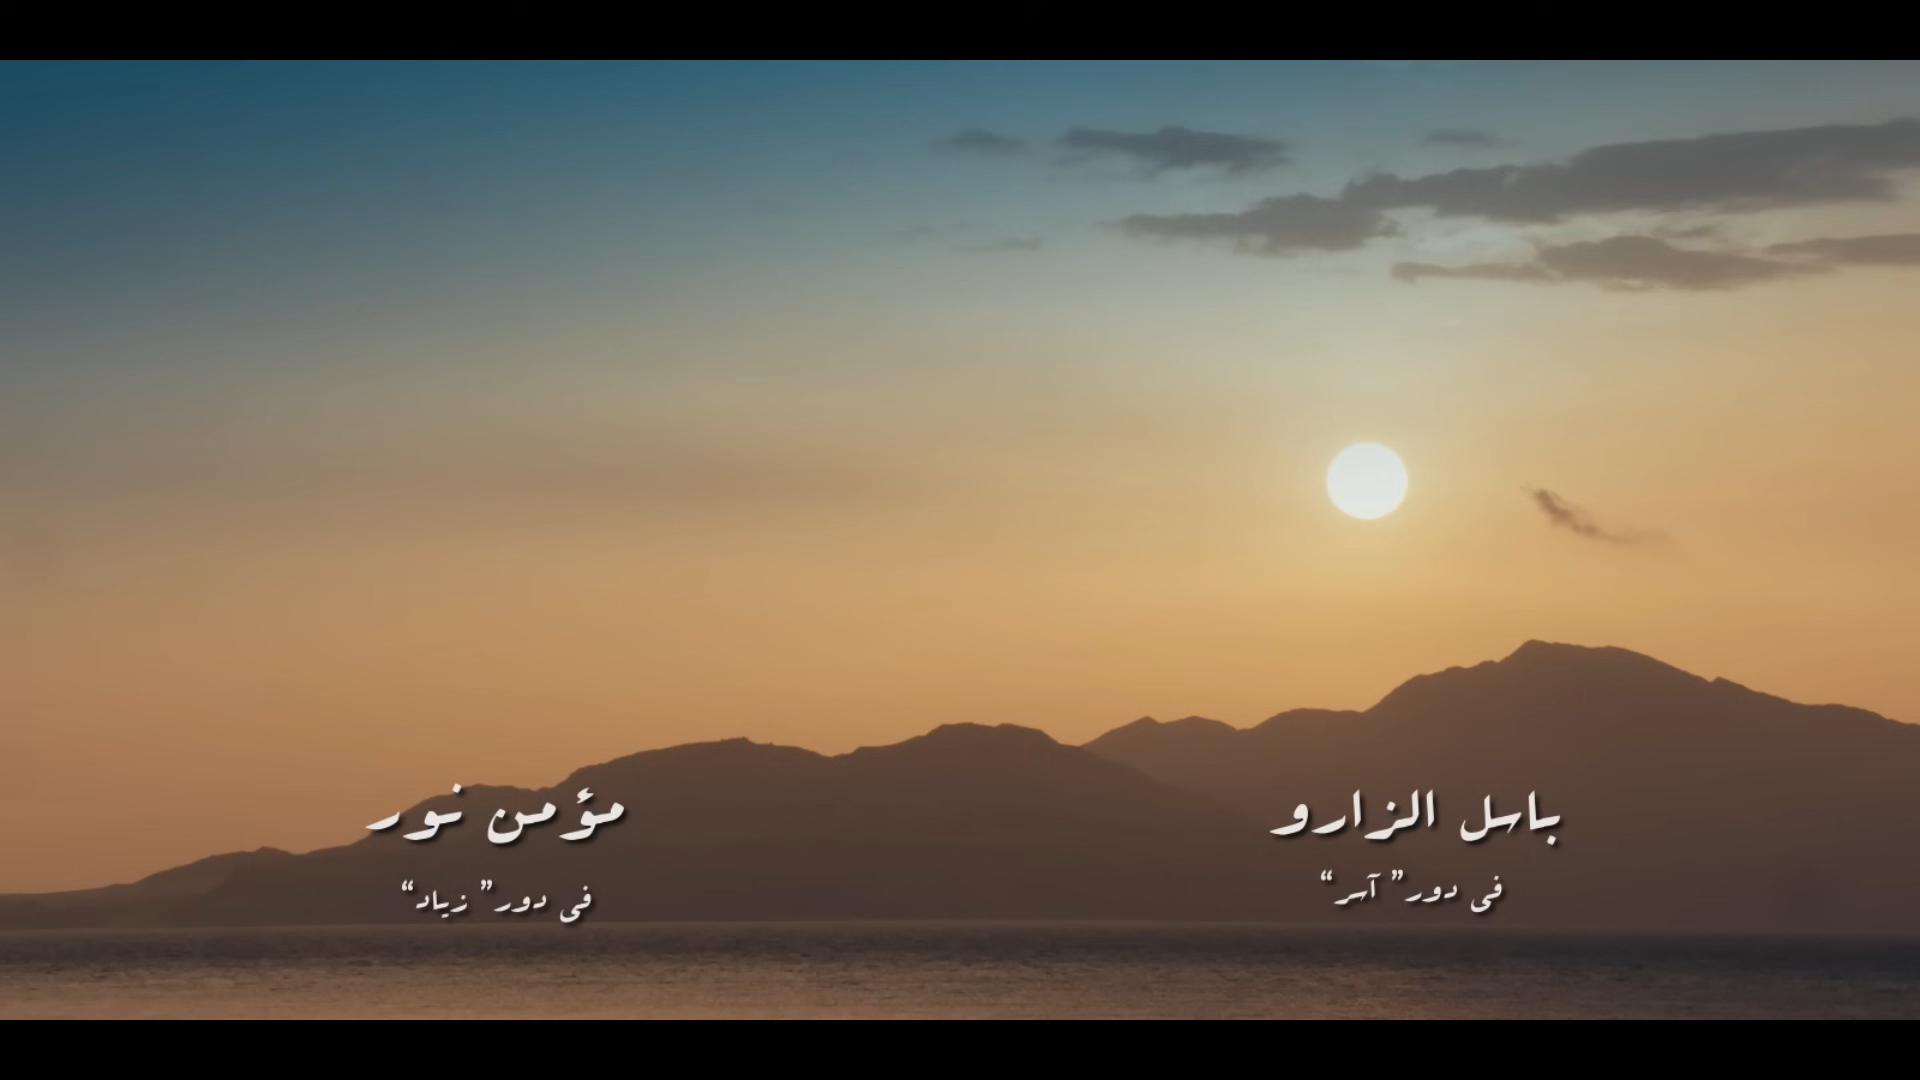 باسل الزارو
في دور” آسر“
مؤمن نور
في دور” زياد“